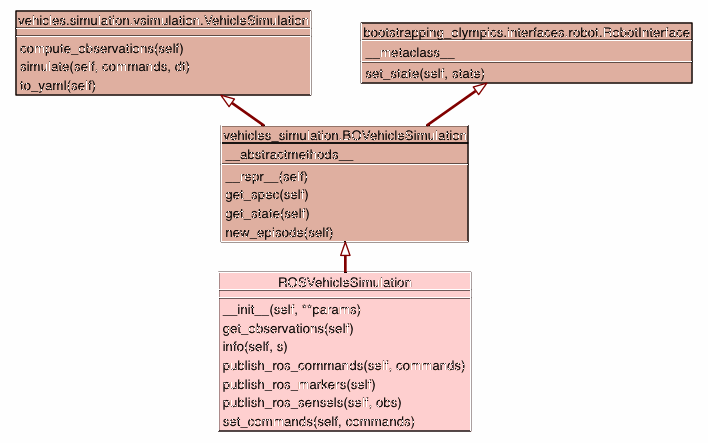 vehicles.simulation.vsimulation.VehicleSimulation
compute_observations(self)
simulate(self, commands, dt)
to_yaml(self)
bootstrapping_olympics.interfaces.robot.RobotInterface
__metaclass__
set_state(self, state)
vehicles_simulation.BOVehicleSimulation
__abstractmethods__
__repr__(self)
get_spec(self)
get_state(self)
new_episode(self)
ROSVehicleSimulation
__init__(self, **params)
get_observations(self)
info(self, s)
publish_ros_commands(self, commands)
publish_ros_markers(self)
publish_ros_sensels(self, obs)
set_commands(self, commands)